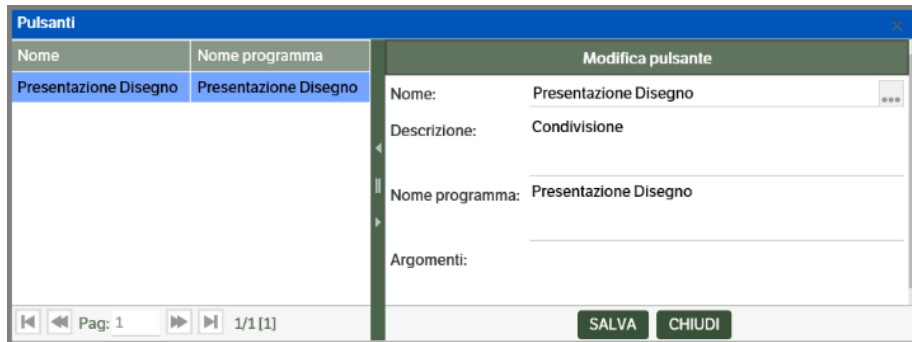 Pulsanti
Nome Nome programma
Presentazione Disegno Presentazione Disegno
Pag: 1 1/1 [1]
Modifica pulsante
Nome: Presentazione Disegno ...
Descrizione: Condivisione
Nome programma: Presentazione Disegno
Argomenti:
SALVA CHIUDI